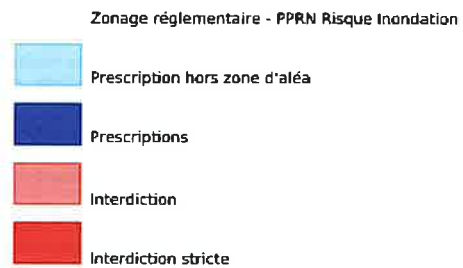 Zonage réglementaire - PPRN Risque Inondation
Prescription hors zone d'aléa
Prescriptions
Interdiction
Interdiction stricte